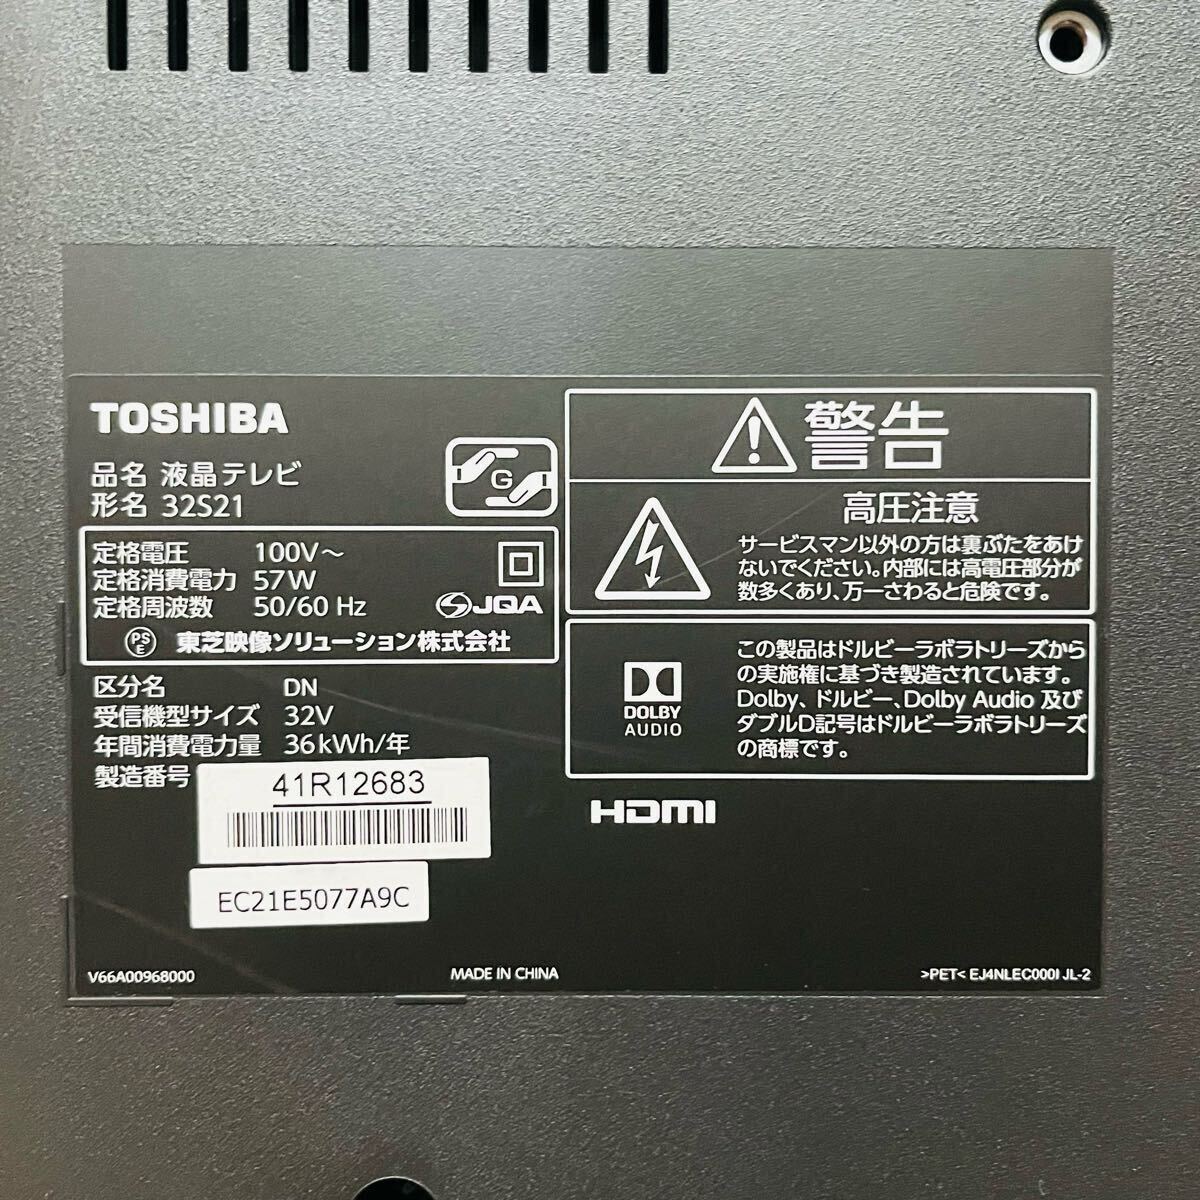 TOSHIBA
品名 液晶テレビ
形名 32S21
G
定格電圧 100V～
定格消費電力 57W
定格周波数 50/60 Hz
JQA
PSE 東芝映像ソリューション株式会社
区分名 DN
受信機型サイズ 32V
年間消費電力量 36kWh/年
製造番号
41R12683
EC21E5077A9C
警告
高圧注意
サービスマン以外の方は裏ぶたをあけ
ないでください。内部には高電圧部分が
数多くあり、万一さわると危険です。
DOLBY
AUDIO
この製品はドルビーラボラトリーズから
の実施権に基づき製造されています。
Dolby、ドルビー、Dolby Audio 及び
ダブルD記号はドルビーラボラトリーズ
の商標です。
HDMI
V66A00968000
MADE IN CHINA
>PET< EJ4NLEC000I JL-2